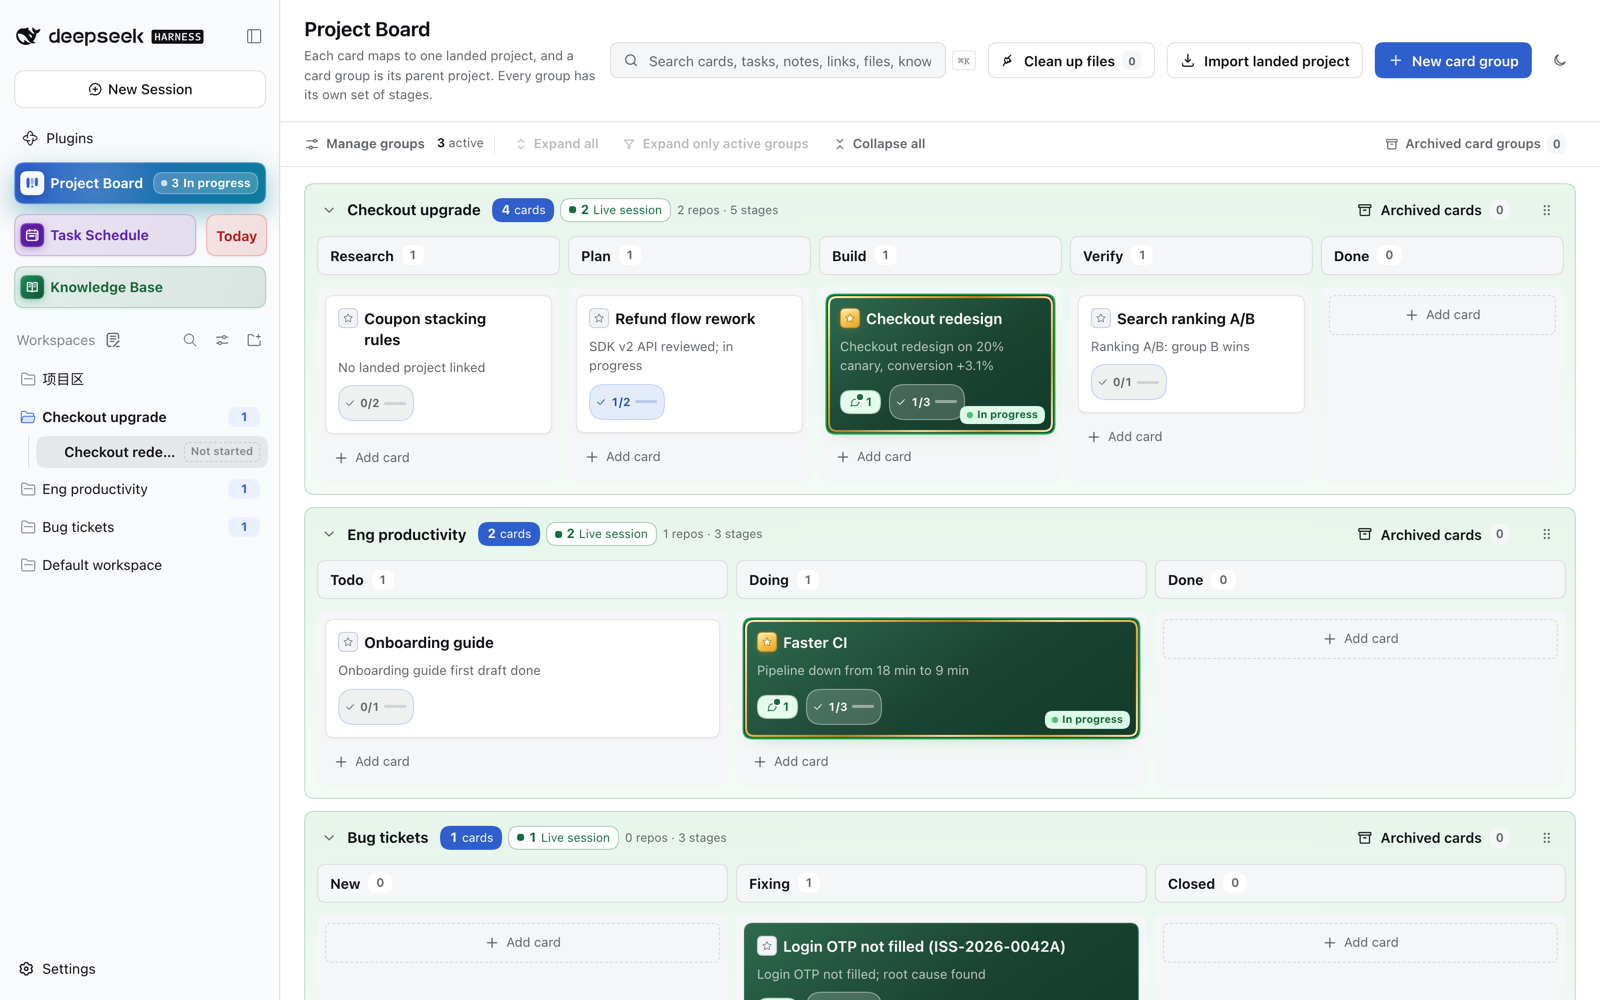 deepseek HARNESS
New Session
Plugins
Project Board
3 In progress
Task Schedule
Today
Knowledge Base
Workspaces
项目区
Checkout upgrade
1
Checkout rede...
Not started
Eng productivity
1
Bug tickets
1
Default workspace
Settings
Project Board
Each card maps to one landed project, and a
card group is its parent project. Every group has
its own set of stages.
Search cards, tasks, notes, links, files, know
⌘K
Clean up files 0
Import landed project
New card group
Manage groups 3 active
Expand all
Expand only active groups
Collapse all
Archived card groups 0
Checkout upgrade 4 cards 2 Live session 2 repos · 5 stages
Archived cards 0
Research 1
Plan 1
Build 1
Verify 1
Done 0
Coupon stacking
rules
No landed project linked
0/2
Add card
Refund flow rework
SDK v2 API reviewed; in
progress
1/2
Add card
Checkout redesign
Checkout redesign on 20%
canary, conversion +3.1%
1
1/3
In progress
Add card
Search ranking A/B
Ranking A/B: group B wins
0/1
Add card
Add card
Eng productivity 2 cards 2 Live session 1 repos · 3 stages
Archived cards 0
Todo 1
Doing 1
Done 0
Onboarding guide
Onboarding guide first draft done
0/1
Add card
Faster CI
Pipeline down from 18 min to 9 min
1
1/3
In progress
Add card
Add card
Bug tickets 1 cards 1 Live session 0 repos · 3 stages
Archived cards 0
New 0
Fixing 1
Closed 0
Add card
Login OTP not filled (ISS-2026-0042A)
Login OTP not filled; root cause found
Add card